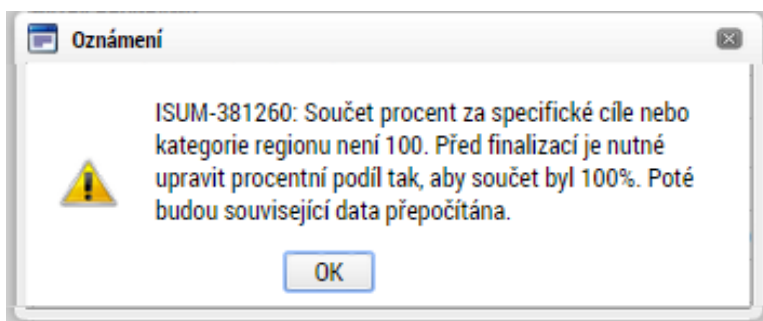 Oznámení
ISUM-381260: Součet procent za specifické cíle nebo
kategorie regionu není 100. Před finalizací je nutné
upravit procentní podíl tak, aby součet byl 100%. Poté
budou související data přepočítána.
OK